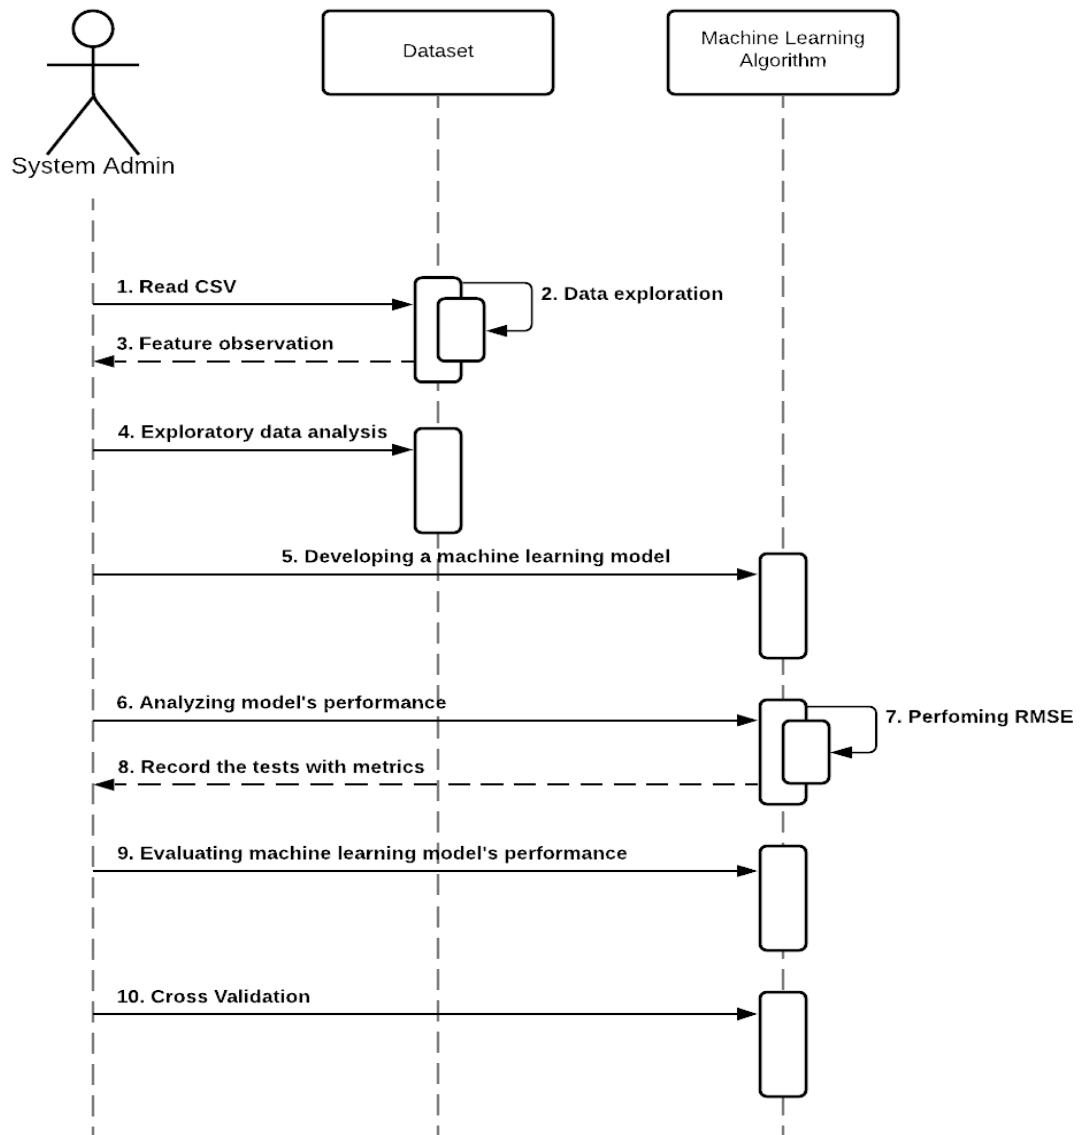 Dataset
Machine Learning
Algorithm
System Admin
1. Read CSV
2. Data exploration
3. Feature observation
4. Exploratory data analysis
5. Developing a machine learning model
6. Analyzing model's performance
7. Perfoming RMSE
8. Record the tests with metrics
9. Evaluating machine learning model's performance
10. Cross Validation